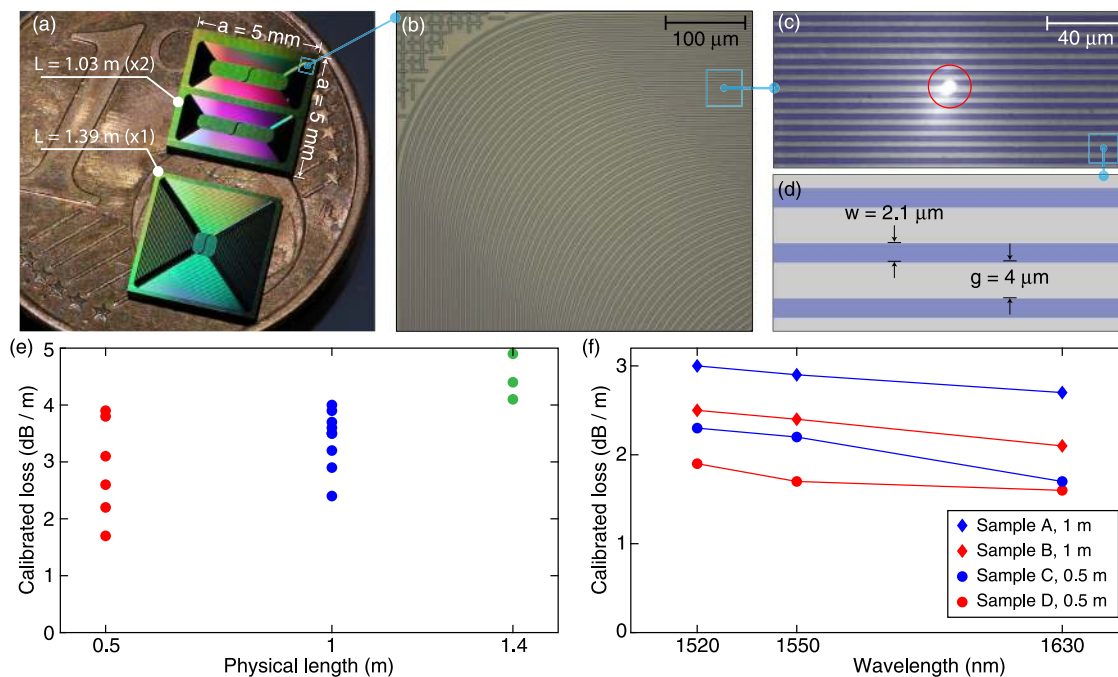 (a)
a = 5 mm
a = 5 mm
L = 1.03 m (x2)
L = 1.39 m (x1)
(b)
100 μm
(c)
40 μm
(d)
w = 2.1 μm
g = 4 μm
(e)
Calibrated loss (dB / m)
5
4
3
2
1
0
0.5
1
1.4
Physical length (m)
(f)
Calibrated loss (dB / m)
3
2
1
0
1520
1550
1630
Wavelength (nm)
Sample A, 1 m
Sample B, 1 m
Sample C, 0.5 m
Sample D, 0.5 m